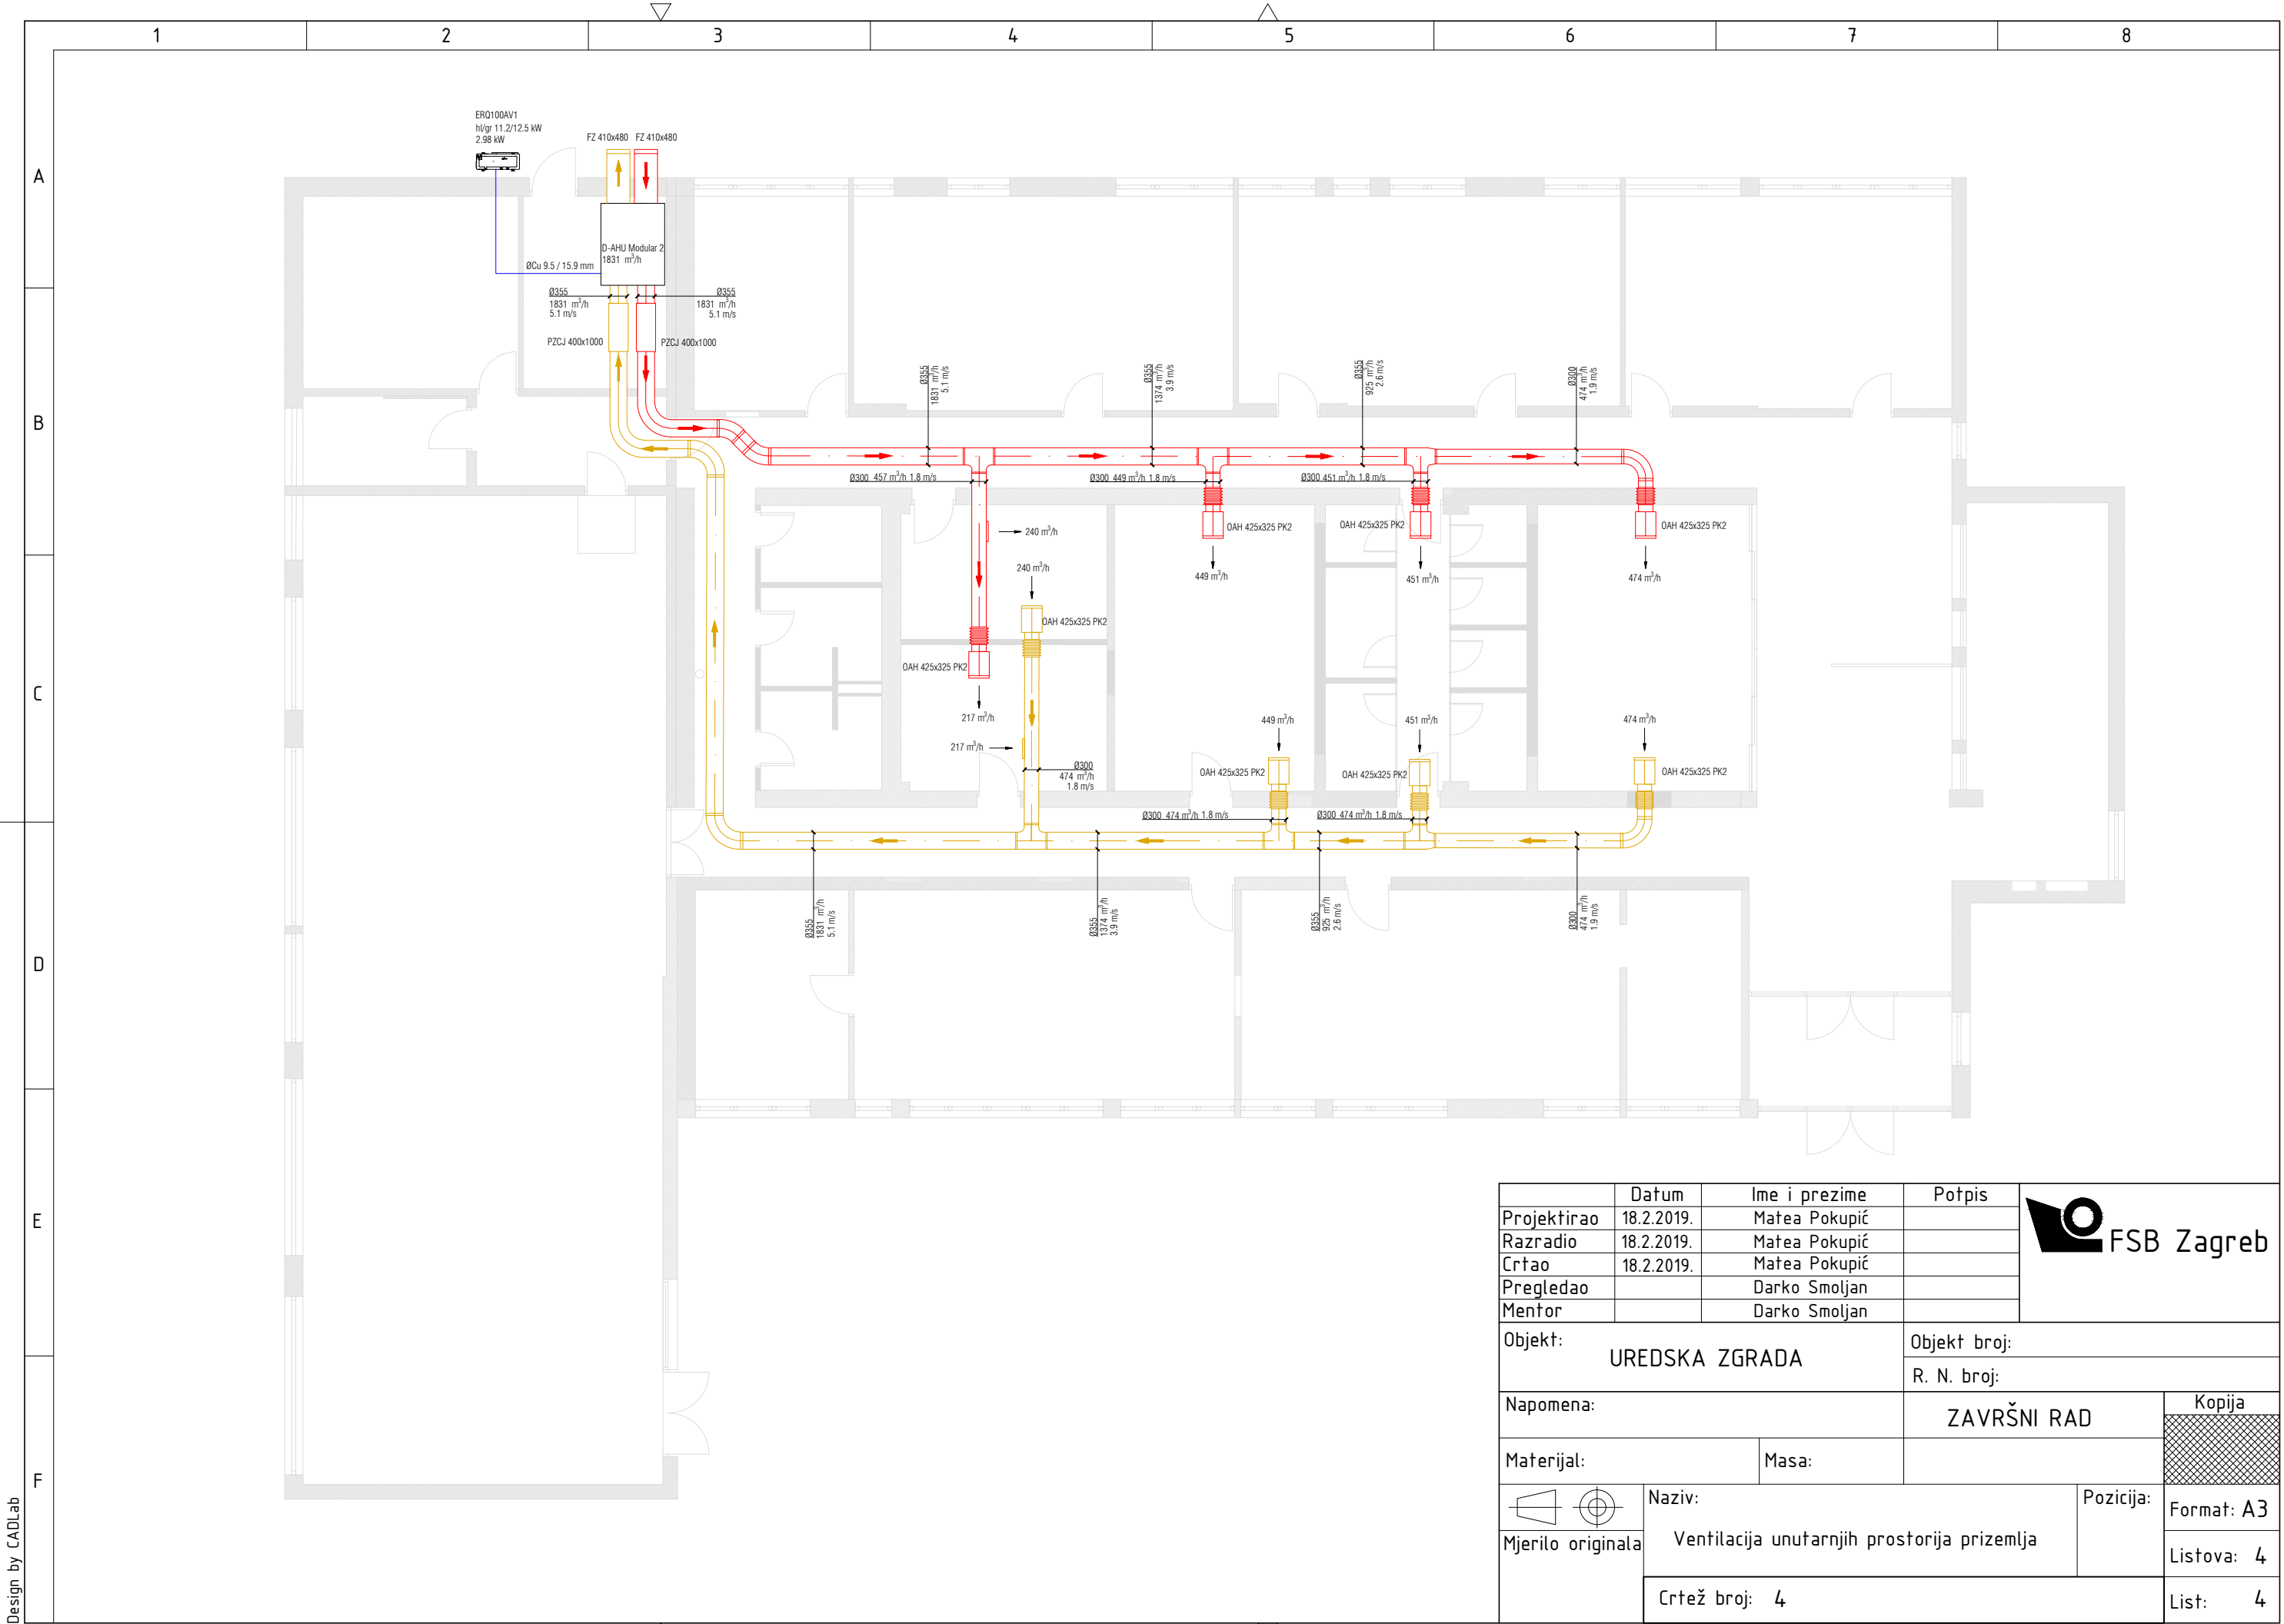 1 2 3 4 5 6 7 8
A
B
C
D
E
F
ERQ100AV1
hl/gr 11.2/12.5 kW
2.98 kW
FZ 410x480
FZ 410x480
D-AHU Modular 2
1831 m³/h
ØCu 9.5 / 15.9 mm
Ø355
1831 m³/h
5.1 m/s
Ø355
1831 m³/h
5.1 m/s
PZCJ 400x1000
PZCJ 400x1000
Ø355
1831 m³/h
5.1 m/s
Ø355
1374 m³/h
3.9 m/s
Ø355
925 m³/h
2.6 m/s
Ø300
474 m³/h
1.9 m/s
Ø300 457 m³/h 1.8 m/s
Ø300 449 m³/h 1.8 m/s
Ø300 451 m³/h 1.8 m/s
240 m³/h
OAH 425x325 PK2
OAH 425x325 PK2
OAH 425x325 PK2
240 m³/h
449 m³/h
451 m³/h
474 m³/h
OAH 425x325 PK2
OAH 425x325 PK2
217 m³/h
217 m³/h
449 m³/h
451 m³/h
474 m³/h
Ø300
474 m³/h
1.8 m/s
OAH 425x325 PK2
OAH 425x325 PK2
OAH 425x325 PK2
Ø300 474 m³/h 1.8 m/s
Ø300 474 m³/h 1.8 m/s
Ø355
1831 m³/h
5.1 m/s
Ø355
1374 m³/h
3.9 m/s
Ø355
925 m³/h
2.6 m/s
Ø300
474 m³/h
1.9 m/s
Datum Ime i prezime Potpis
Projektirao 18.2.2019. Matea Pokupić
Razradio 18.2.2019. Matea Pokupić
Crtao 18.2.2019. Matea Pokupić
Pregledao Darko Smoljan
Mentor Darko Smoljan
FSB Zagreb
Objekt:
UREDSKA ZGRADA
Objekt broj:
R. N. broj:
Napomena:
ZAVRŠNI RAD
Kopija
Materijal:
Masa:
Naziv:
Ventilacija unutarnjih prostorija prizemlja
Pozicija:
Format: A3
Mjerilo originala
Listova: 4
Crtež broj: 4
List: 4
Design by CADLab